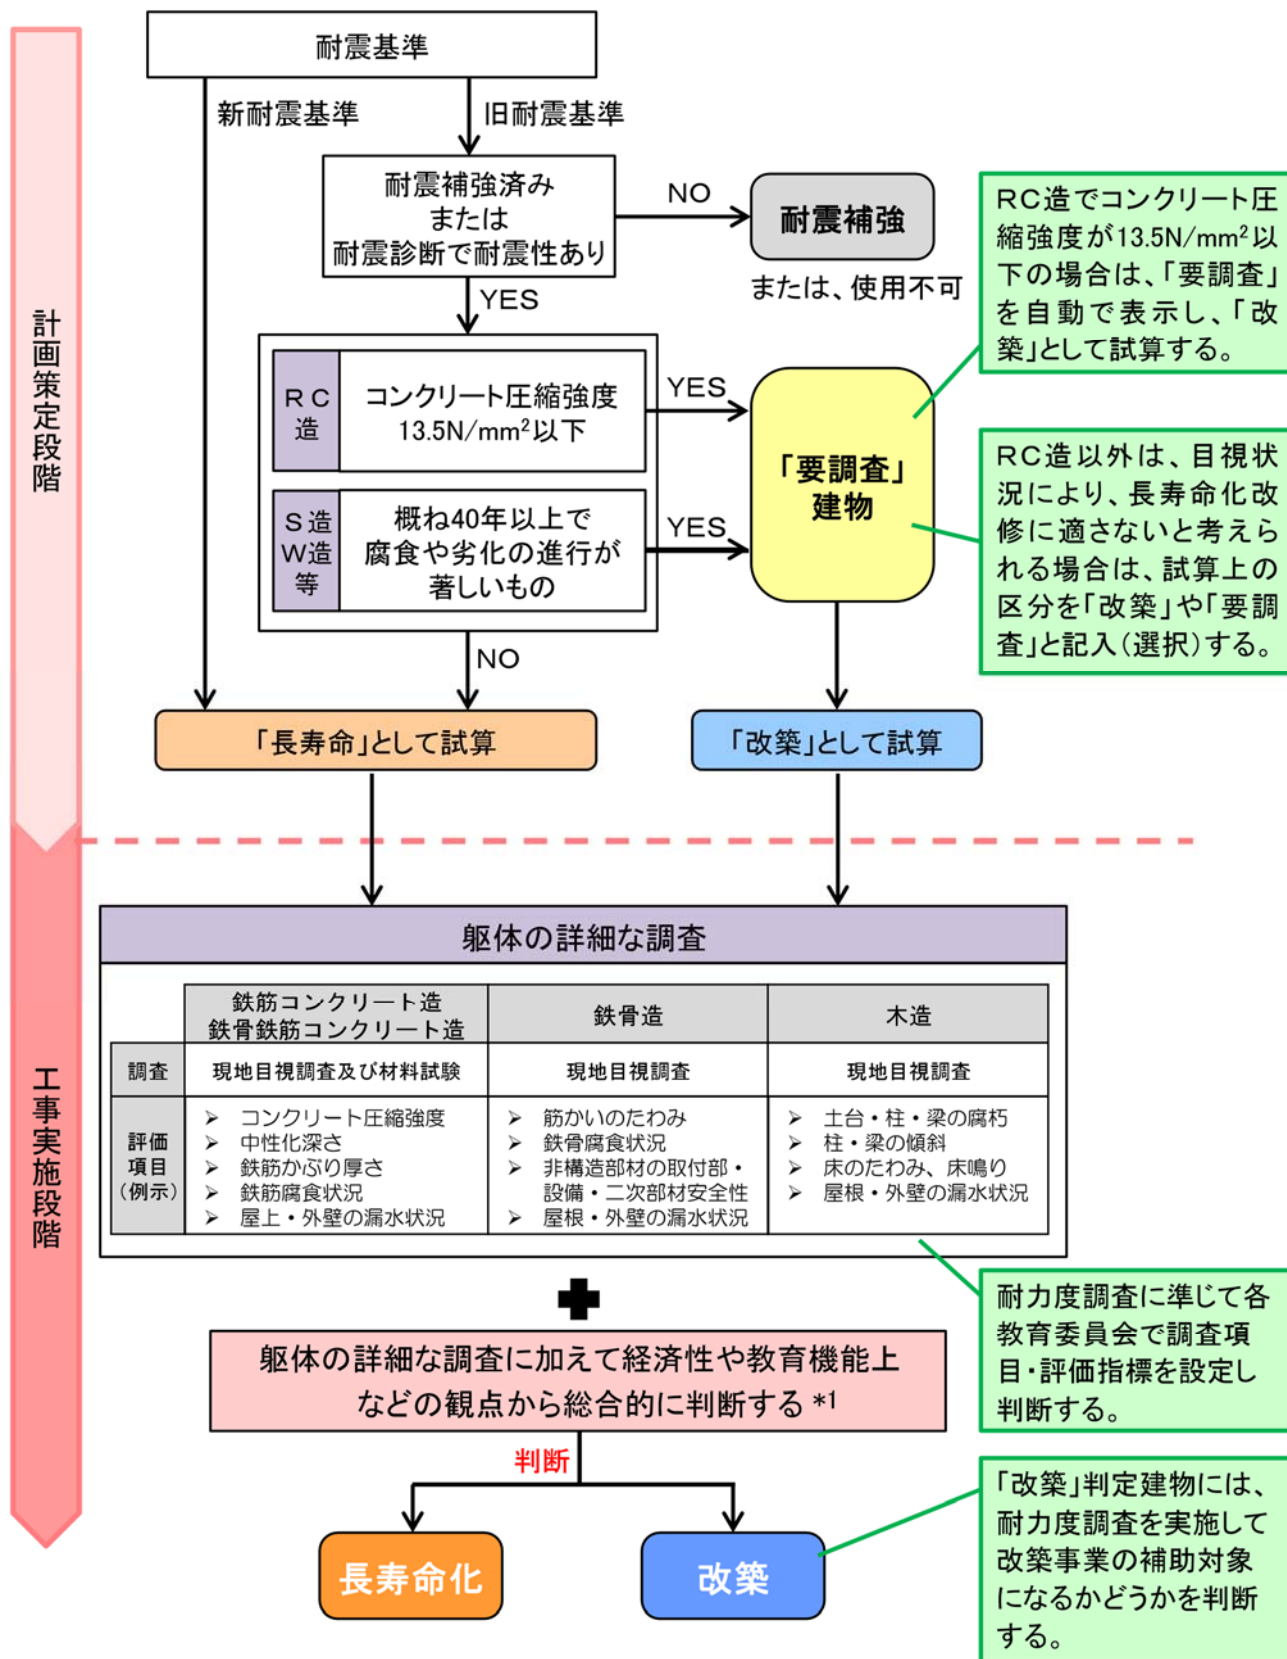 耐震基準
新耐震基準
旧耐震基準
耐震補強済み
または
耐震診断で耐震性あり
NO
耐震補強
または、使用不可
YES
RC造でコンクリート圧
縮強度が13.5N/mm²以
下の場合は、「要調査」
を自動で表示し、「改
築」として試算する。
計画策定段階
RC
造
コンクリート圧縮強度
13.5N/mm²以下
YES
S造
W造
等
概ね40年以上で
腐食や劣化の進行が
著しいもの
YES
「要調査」
建物
RC造以外は、目視状
況により、長寿命化改
修に適さないと考えら
れる場合は、試算上の
区分を「改築」や「要調
査」と記入(選択)する。
NO
「長寿命」として試算
「改築」として試算
工事実施段階
躯体の詳細な調査
鉄筋コンクリート造
鉄骨鉄筋コンクリート造
鉄骨造
木造
調査
現地目視調査及び材料試験
現地目視調査
現地目視調査
評価
項目
(例示)
➢ コンクリート圧縮強度
➢ 中性化深さ
➢ 鉄筋かぶり厚さ
➢ 鉄筋腐食状況
➢ 屋上・外壁の漏水状況
➢ 筋かいのたわみ
➢ 鉄骨腐食状況
➢ 非構造部材の取付部・
設備・二次部材安全性
➢ 屋根・外壁の漏水状況
➢ 土台・柱・梁の腐朽
➢ 柱・梁の傾斜
➢ 床のたわみ、床鳴り
➢ 屋根・外壁の漏水状況
耐力度調査に準じて各
教育委員会で調査項
目・評価指標を設定し
判断する。
躯体の詳細な調査に加えて経済性や教育機能上
などの観点から総合的に判断する *1
判断
長寿命化
改築
「改築」判定建物には、
耐力度調査を実施して
改築事業の補助対象
になるかどうかを判断
する。